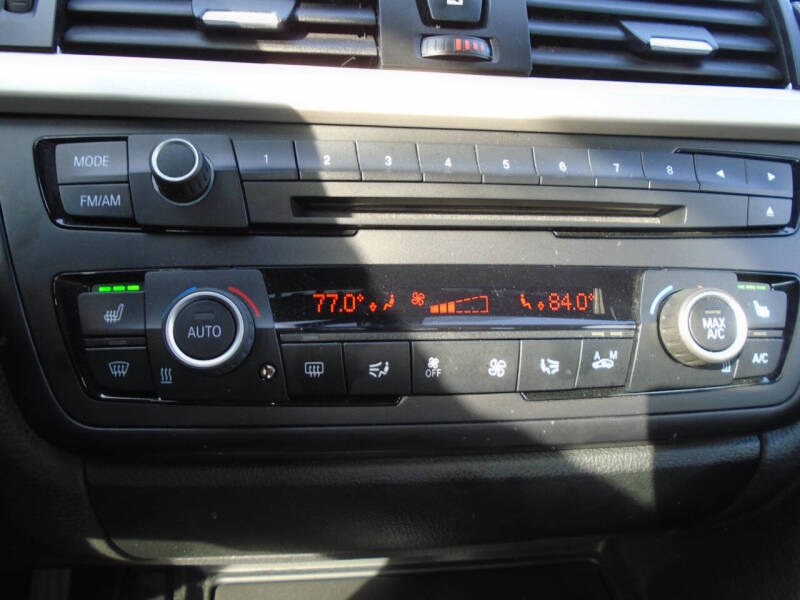 MODE
1 2 3 4 5 6 7 8
FM/AM
77.0° 84.0°
AUTO
MAX
A/C
OFF
A M
A/C